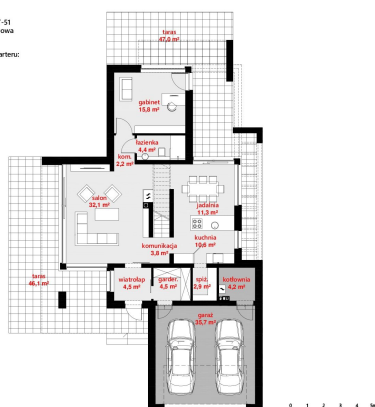 -51
owa
arteru:
taras
47,0 m²
gabinet
15,8 m²
łazienka
4,4 m²
kom.
2,2 m²
salon
32,1 m²
jadalnia
11,3 m²
kuchnia
10,6 m²
komunikacja
3,8 m²
taras
46,1 m²
wiatrołap
4,5 m²
garder.
4,5 m²
spiż.
2,9 m²
kotłownia
4,2 m²
garaż
35,7 m²
0 1 2 3 4 5m